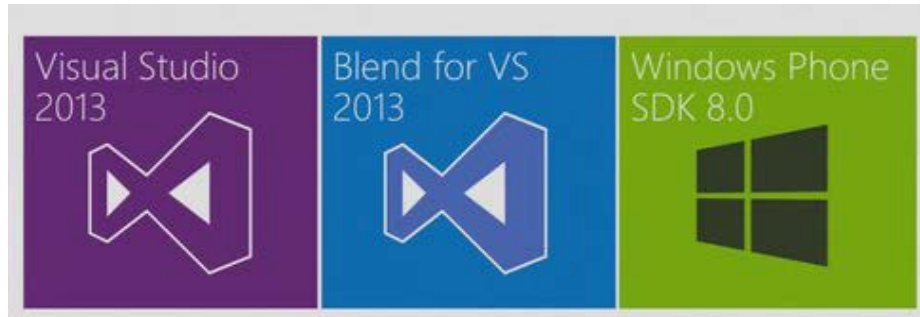 Visual Studio
2013
Blend for VS
2013
Windows Phone
SDK 8.0